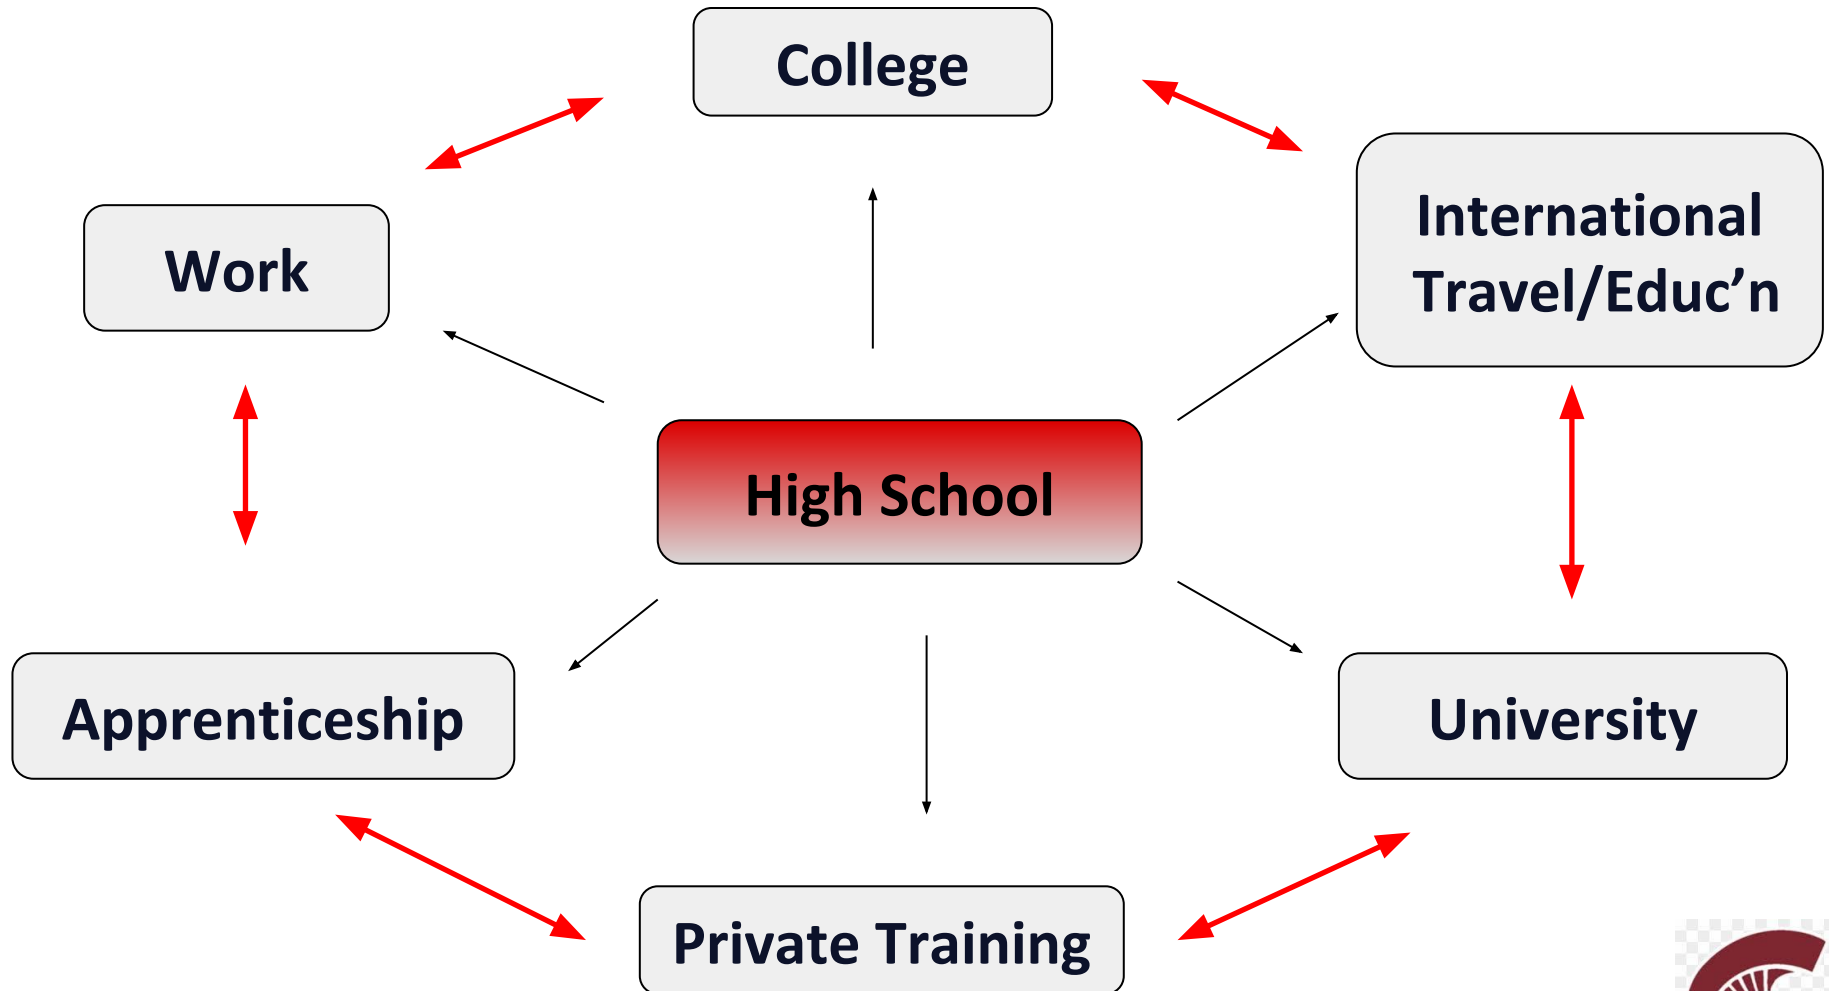 College
Work
International
Travel/Educ’n
High School
Apprenticeship
University
Private Training